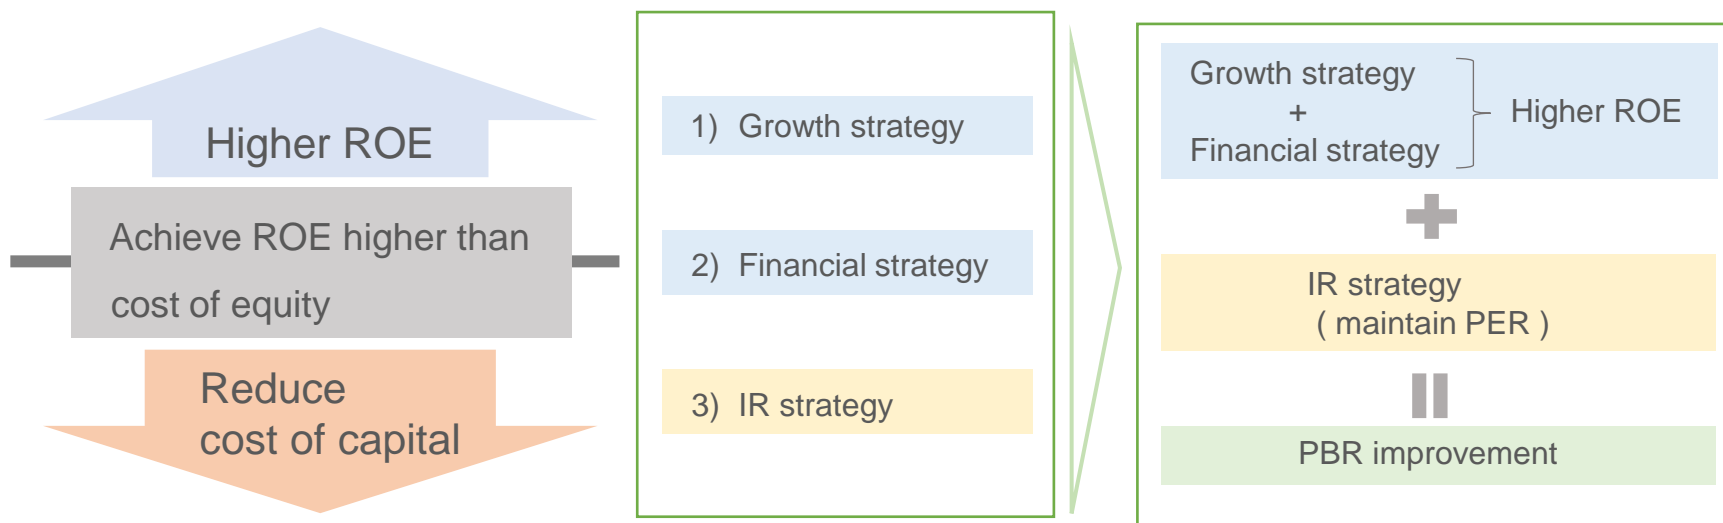 Higher ROE
Achieve ROE higher than
cost of equity
Reduce
cost of capital
1) Growth strategy
2) Financial strategy
3) IR strategy
Growth strategy
+
Financial strategy
Higher ROE
IR strategy
( maintain PER )
PBR improvement